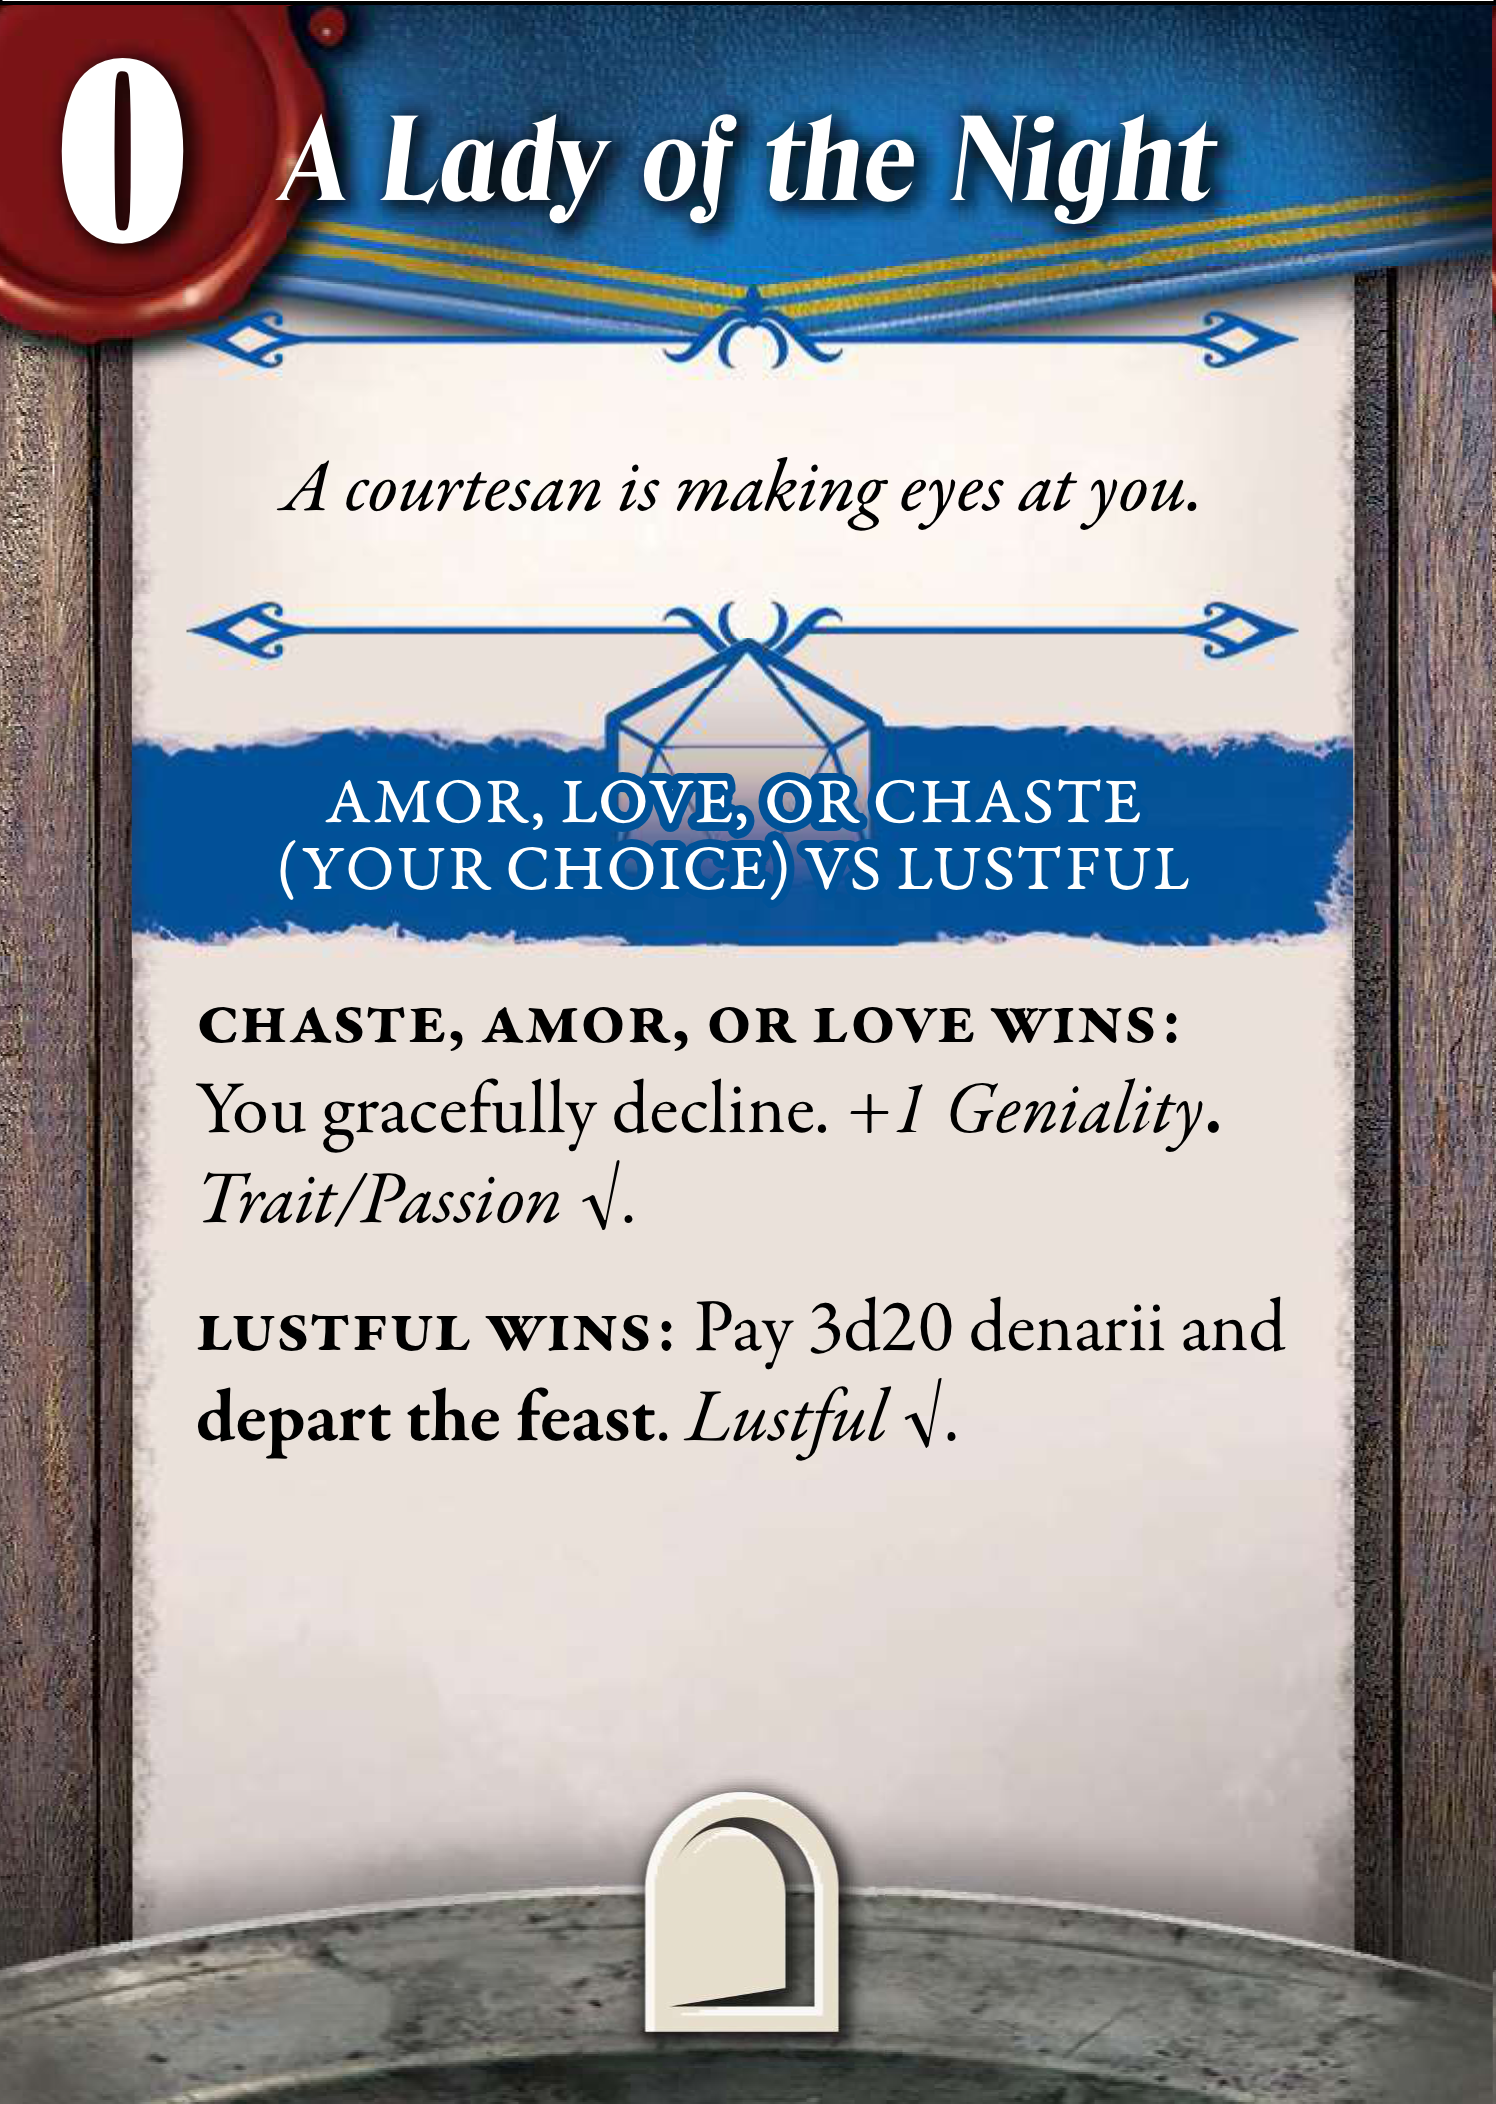 0
A Lady of the Night
A courtesan is making eyes at you.
AMOR, LOVE, OR CHASTE
(YOUR CHOICE) VS LUSTFUL
CHASTE, AMOR, OR LOVE WINS:
You gracefully decline. +1 Geniality.
Trait/Passion √.
LUSTFUL WINS: Pay 3d20 denarii and
depart the feast. Lustful √.